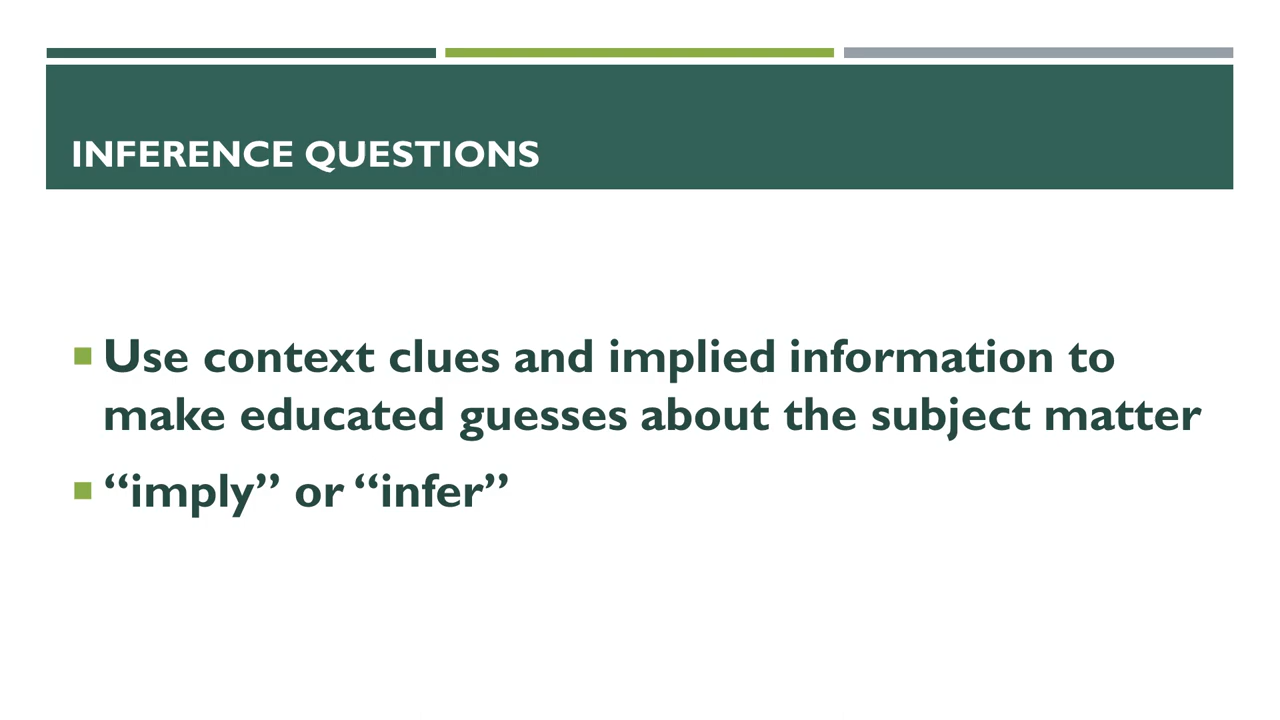 INFERENCE QUESTIONS
Use context clues and implied information to
make educated guesses about the subject matter
“imply” or “infer”